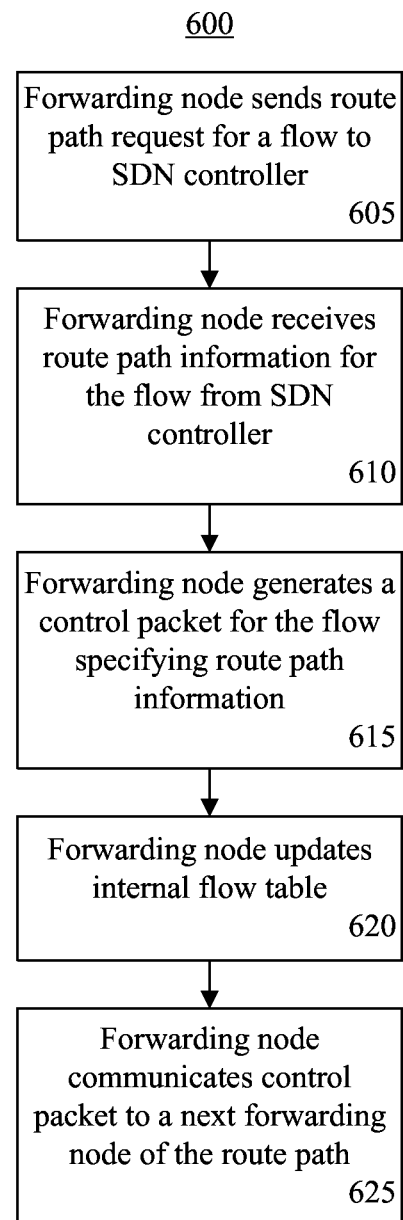 600
Forwarding node sends route
path request for a flow to
SDN controller
605
Forwarding node receives
route path information for
the flow from SDN
controller
610
Forwarding node generates a
control packet for the flow
specifying route path
information
615
Forwarding node updates
internal flow table
620
Forwarding node
communicates control
packet to a next forwarding
node of the route path
625